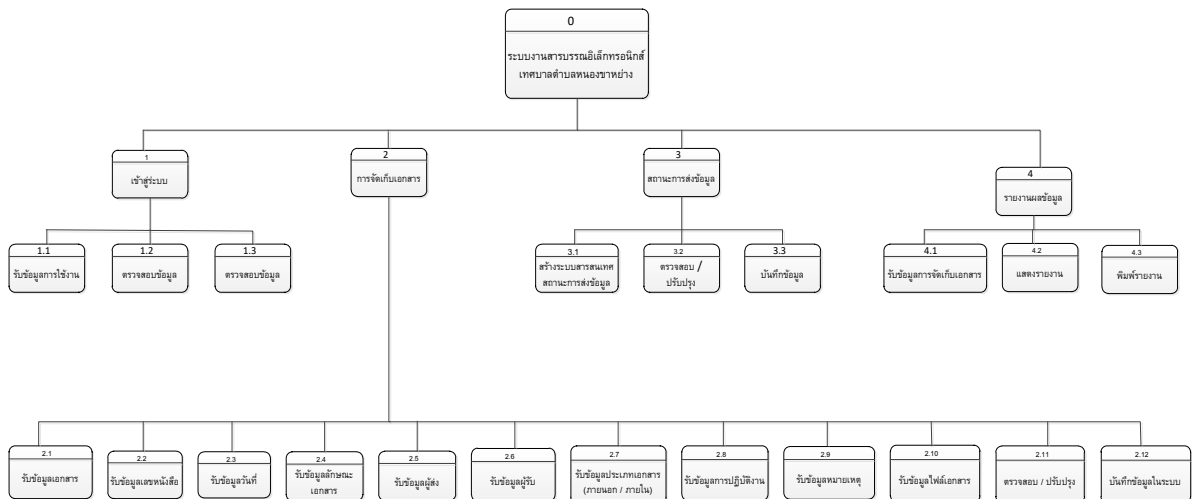 0
ระบบงานสารบรรณอิเล็กทรอนิกส์
เทศบาลตำบลหนองขาหย่าง
1
เข้าสู่ระบบ
2
การจัดเก็บเอกสาร
3
สถานะการส่งข้อมูล
4
รายงานผลข้อมูล
1.1
รับข้อมูลการใช้งาน
1.2
ตรวจสอบข้อมูล
1.3
ตรวจสอบข้อมูล
3.1
สร้างระบบสารสนเทศ
สถานะการส่งข้อมูล
3.2
ตรวจสอบ /
ปรับปรุง
3.3
บันทึกข้อมูล
4.1
รับข้อมูลการจัดเก็บเอกสาร
4.2
แสดงรายงาน
4.3
พิมพ์รายงาน
2.1
รับข้อมูลเอกสาร
2.2
รับข้อมูลเลขหนังสือ
2.3
รับข้อมูลวันที่
2.4
รับข้อมูลลักษณะ
เอกสาร
2.5
รับข้อมูลผู้ส่ง
2.6
รับข้อมูลผู้รับ
2.7
รับข้อมูลประเภทเอกสาร
(ภายนอก / ภายใน)
2.8
รับข้อมูลการปฏิบัติงาน
2.9
รับข้อมูลหมายเหตุ
2.10
รับข้อมูลไฟล์เอกสาร
2.11
ตรวจสอบ / ปรับปรุง
2.12
บันทึกข้อมูลในระบบ